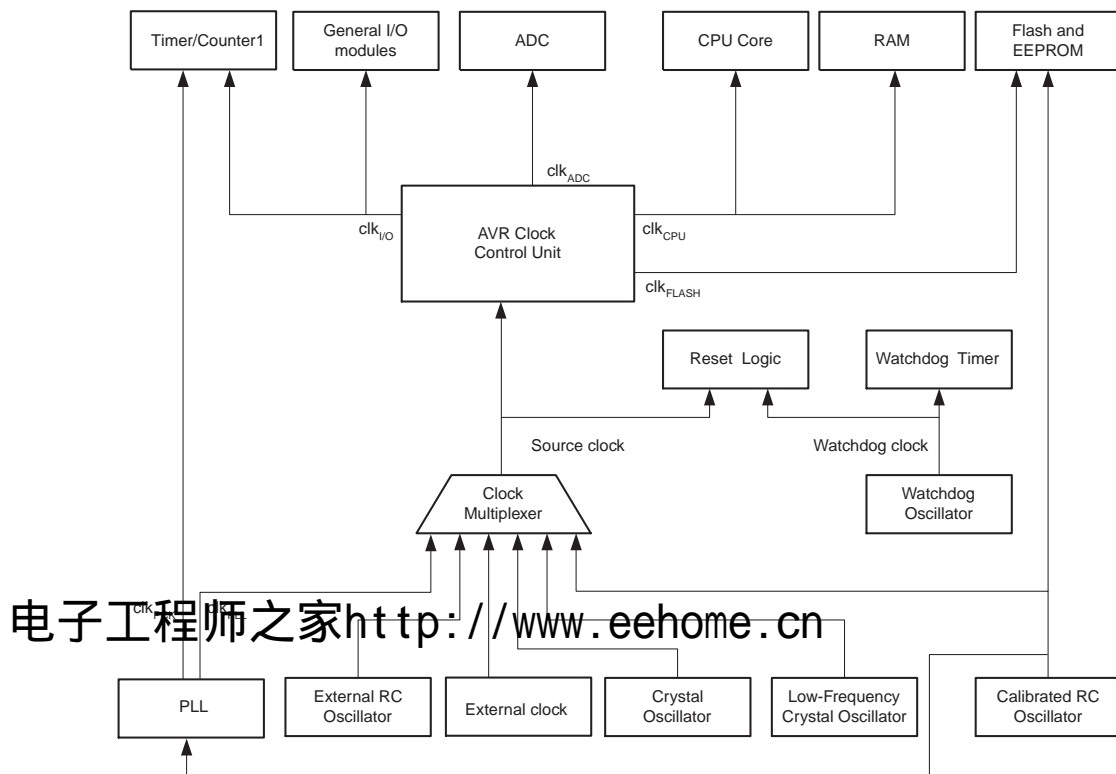 Timer/Counter1
General I/O
modules
ADC
CPU Core
RAM
Flash and
EEPROM
clkADC
clkI/O
AVR Clock
Control Unit
clkCPU
clkFLASH
Reset Logic
Watchdog Timer
Source clock
Watchdog clock
Clock
Multiplexer
Watchdog
Oscillator
电子工程师之家http://www.eehome.cn
PLL
External RC
Oscillator
External clock
Crystal
Oscillator
Low-Frequency
Crystal Oscillator
Calibrated RC
Oscillator